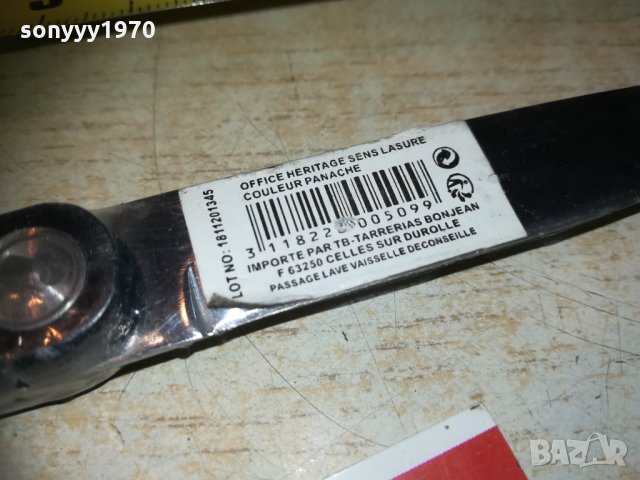 sonyyy1970
OFFICE HERITAGE SENS LASURE
COULEUR PANACHE
LOT NO: 1811201345
IMPORTE PAR TB-TARRERIAS BONJEAN
F 63250 CELLES SUR DUROLLE
PASSAGE LAVE VAISSELLE DECONSEILLE
BAZAR